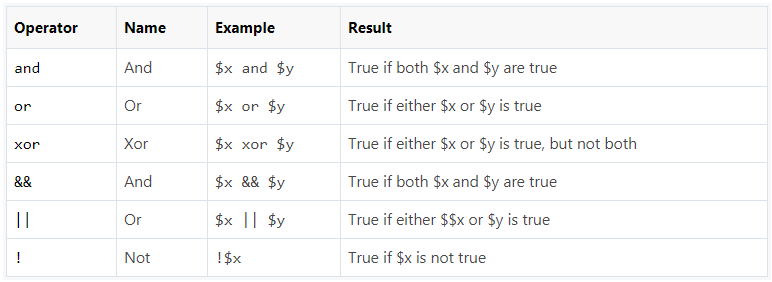 Operator Name Example Result
and And $x and $y True if both $x and $y are true
or Or $x or $y True if either $x or $y is true
xor Xor $x xor $y True if either $x or $y is true, but not both
&& And $x && $y True if both $x and $y are true
|| Or $x || $y True if either $$x or $y is true
! Not !$x True if $x is not true